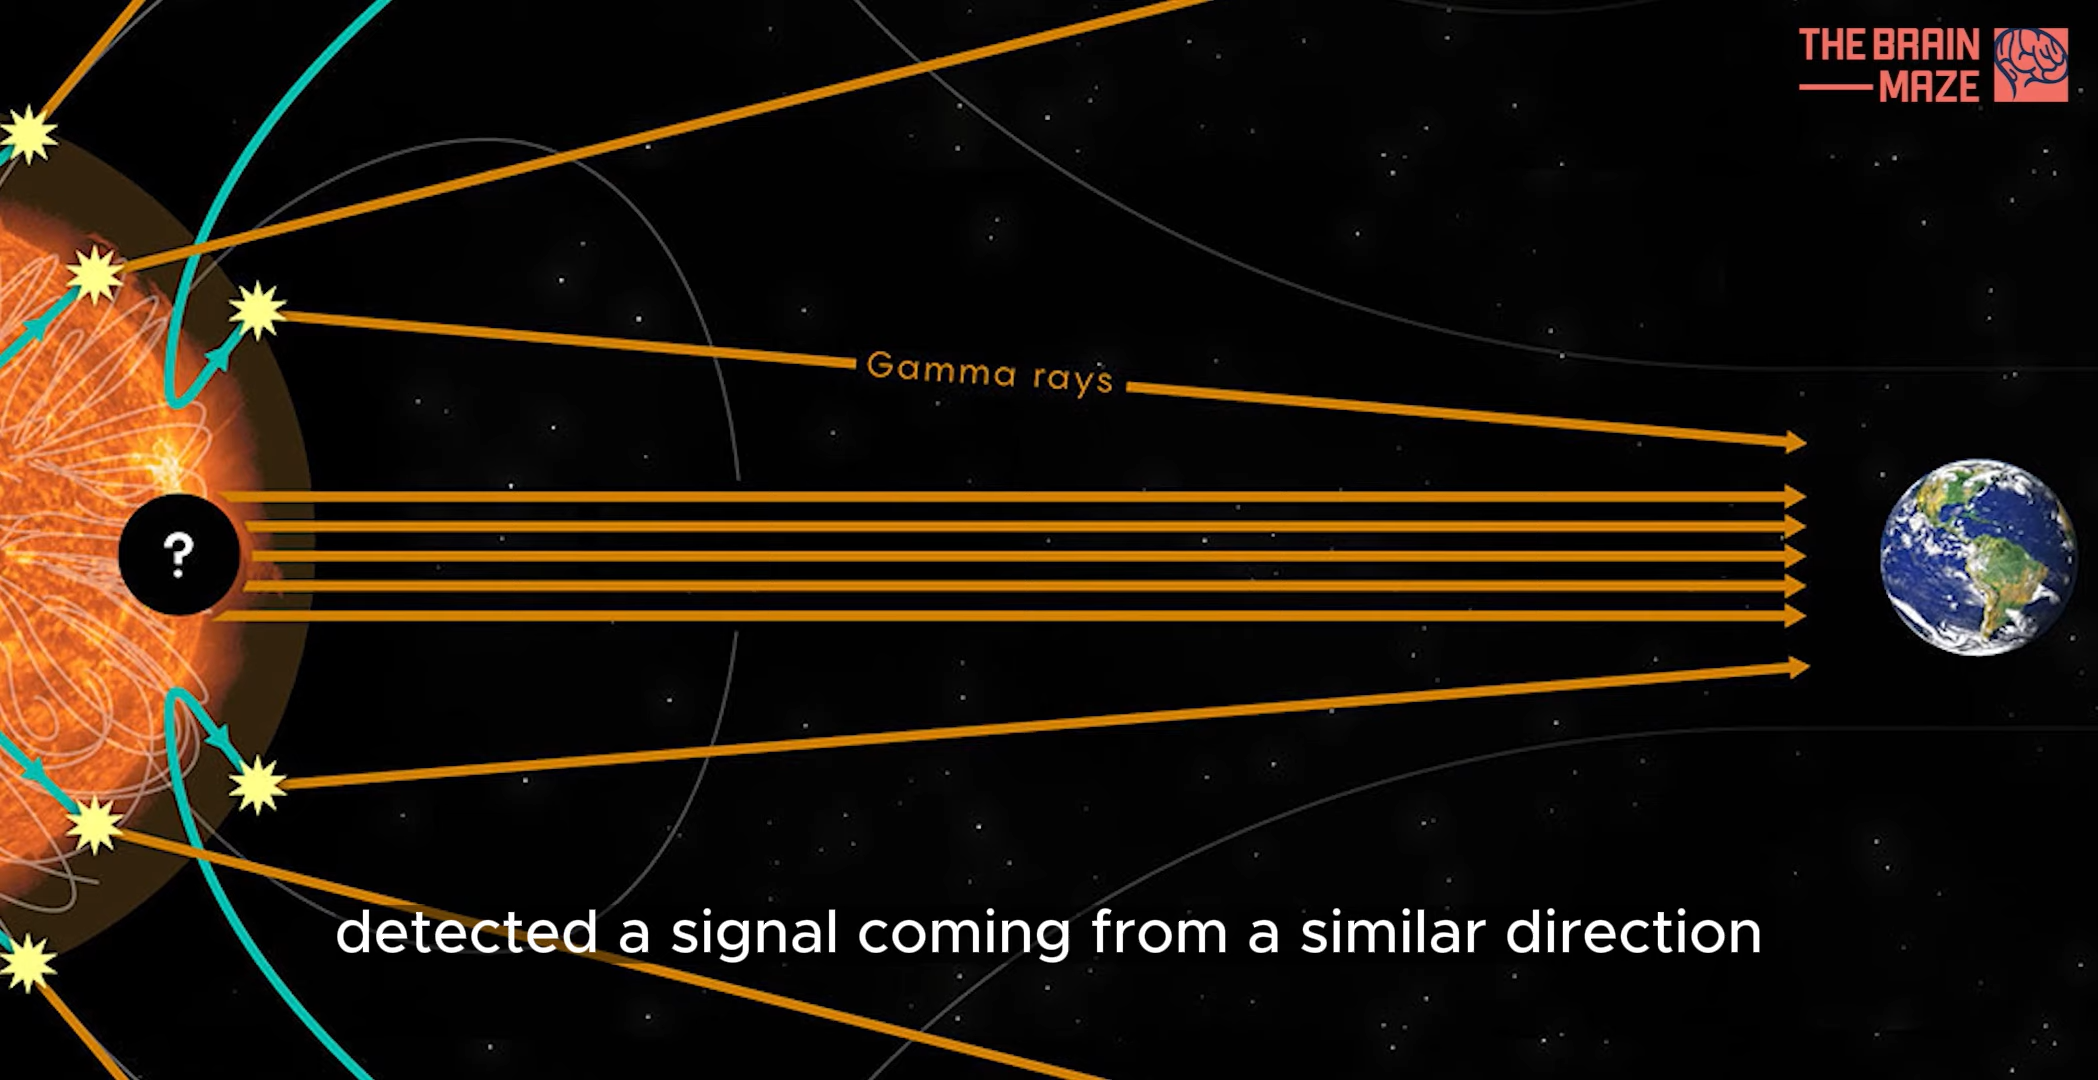 THE BRAIN
MAZE
Gamma rays
?
detected a signal coming from a similar direction